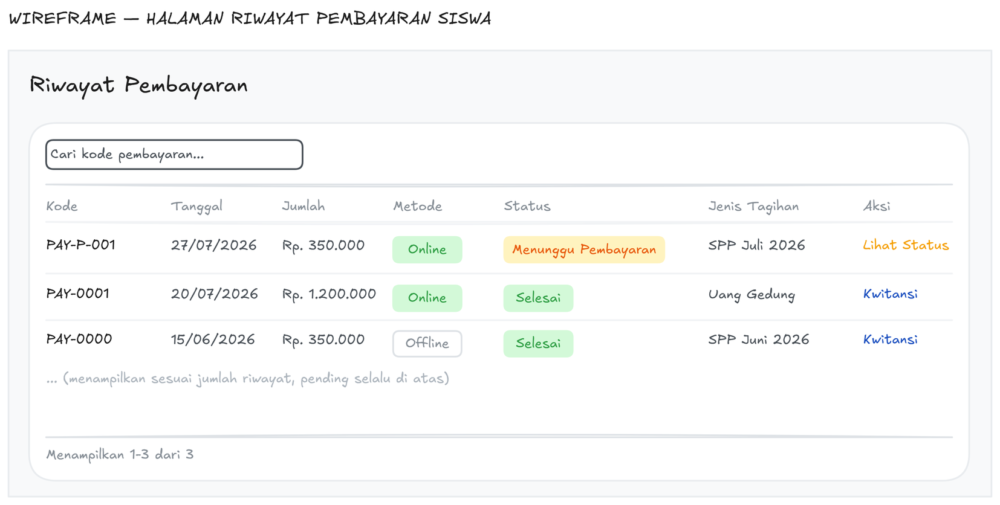 WIREFRAME — HALAMAN RIWAYAT PEMBAYARAN SISWA
Riwayat Pembayaran
Cari kode pembayaran...
Kode Tanggal Jumlah Metode Status Jenis Tagihan Aksi
PAY-P-001 27/07/2026 Rp. 350.000 Online Menunggu Pembayaran SPP Juli 2026 Lihat Status
PAY-0001 20/07/2026 Rp. 1.200.000 Online Selesai Uang Gedung Kwitansi
PAY-0000 15/06/2026 Rp. 350.000 Offline Selesai SPP Juni 2026 Kwitansi
... (menampilkan sesuai jumlah riwayat, pending selalu di atas)
Menampilkan 1-3 dari 3